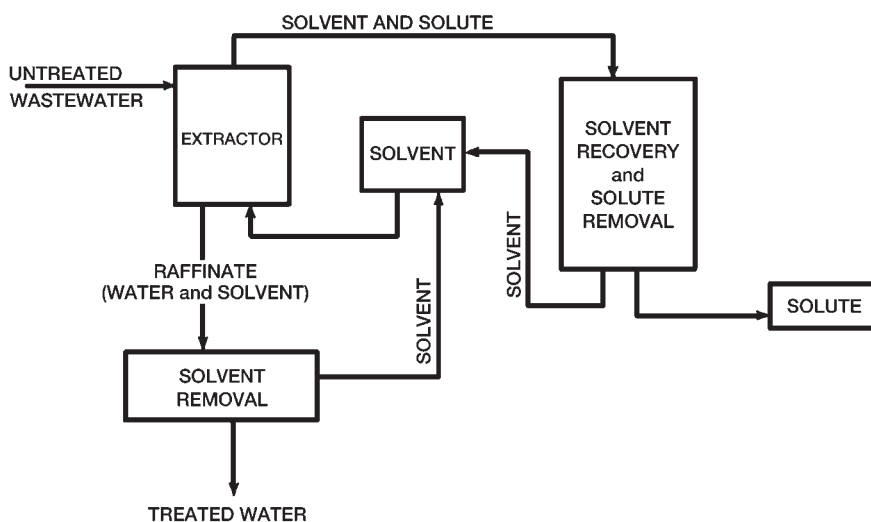 SOLVENT AND SOLUTE
UNTREATED
WASTEWATER
EXTRACTOR
SOLVENT
SOLVENT
RECOVERY
and
SOLUTE
REMOVAL
RAFFINATE
(WATER and SOLVENT)
SOLVENT
SOLVENT
SOLUTE
SOLVENT
REMOVAL
TREATED WATER